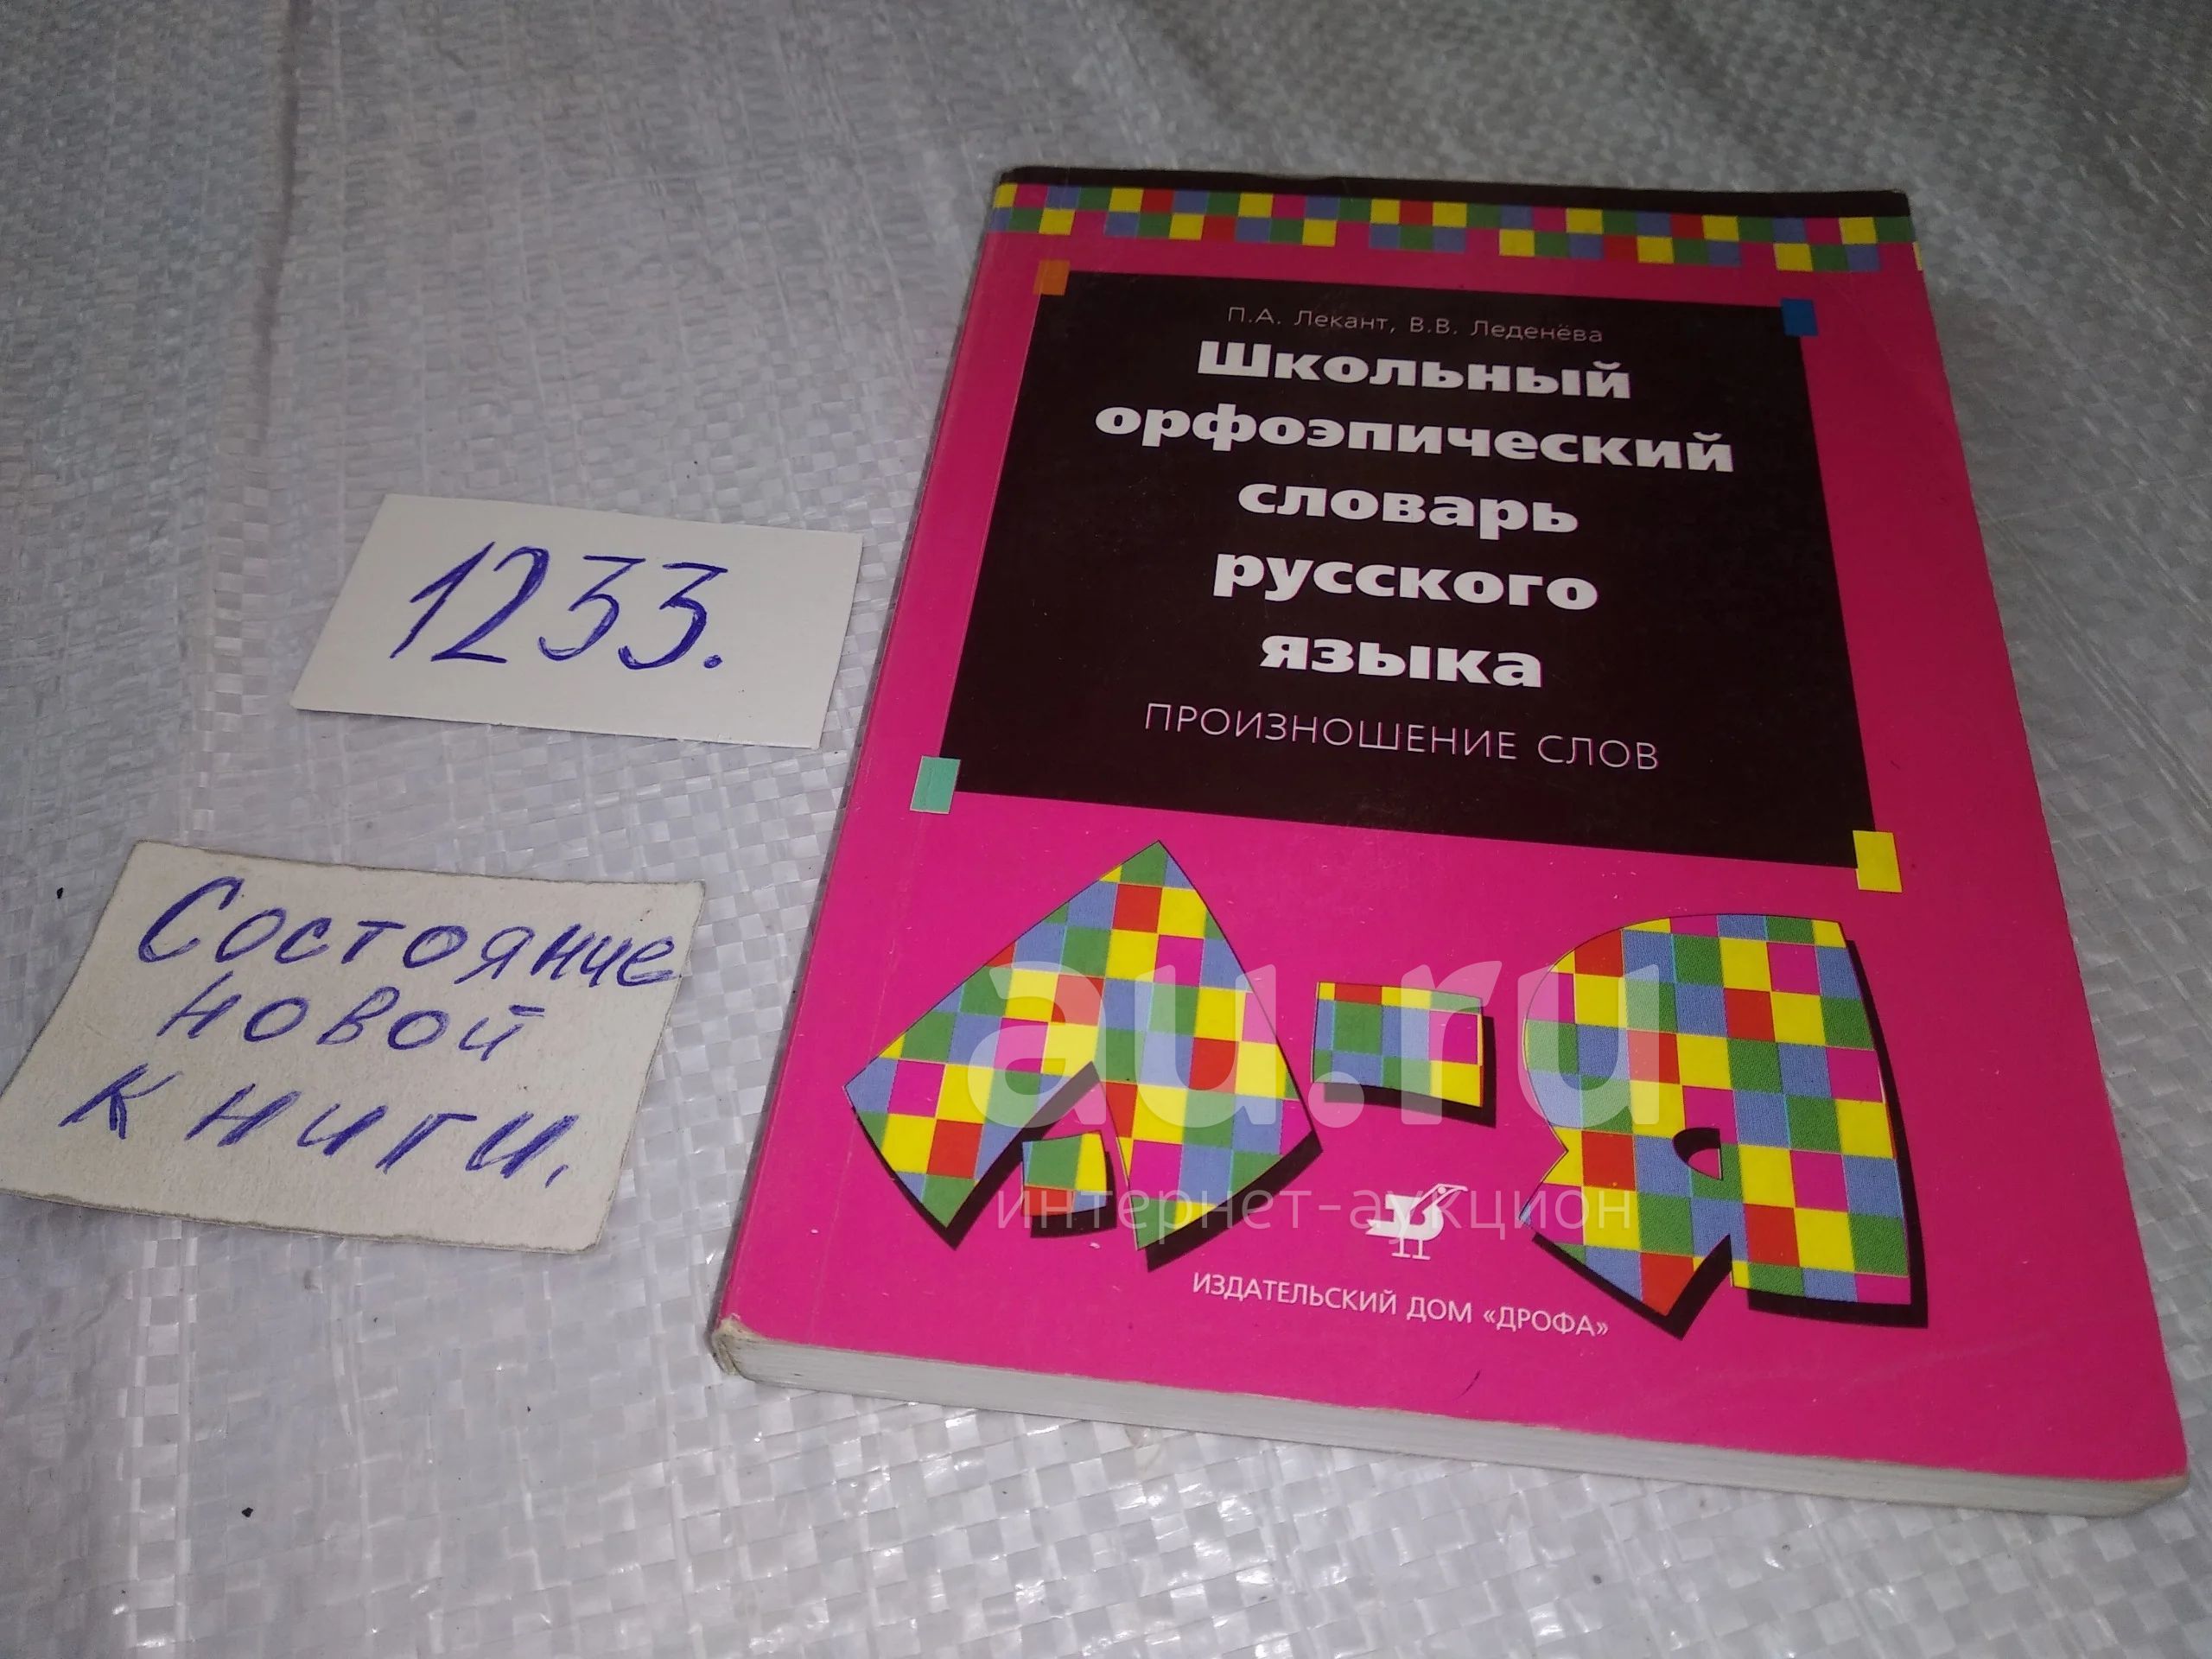 1233.
Состояние
новой
книги.
П.А. Лекант, В.В. Леденёва
Школьный
орфоэпический
словарь
русского
языка
ПРОИЗНОШЕНИЕ СЛОВ
А-Я
au.ru
интернет-аукцион
ИЗДАТЕЛЬСКИЙ ДОМ «ДРОФА»